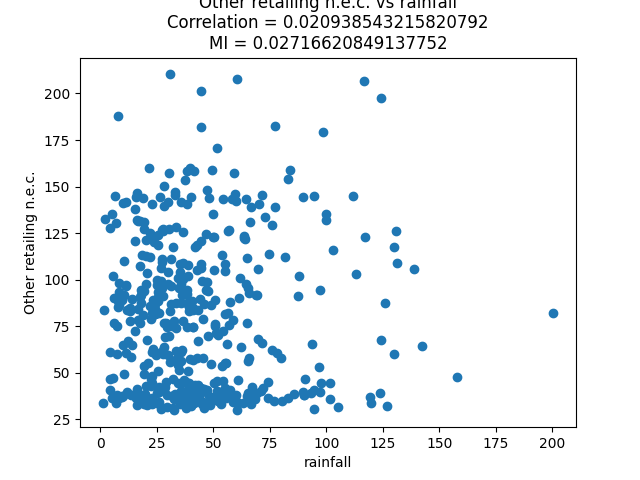 Other retailing n.e.c. vs rainfall
Correlation = 0.020938543215820792
MI = 0.02716620849137752
200
175
150
125
100
75
50
25
Other retailing n.e.c.
0 25 50 75 100 125 150 175 200
rainfall